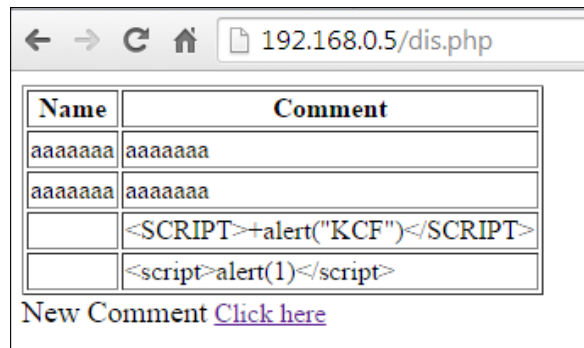 192.168.0.5/dis.php
Name Comment
aaaaaaa aaaaaaa
aaaaaaa aaaaaaa
<SCRIPT>+alert("KCF")</SCRIPT>
<script>alert(1)</script>
New Comment Click here